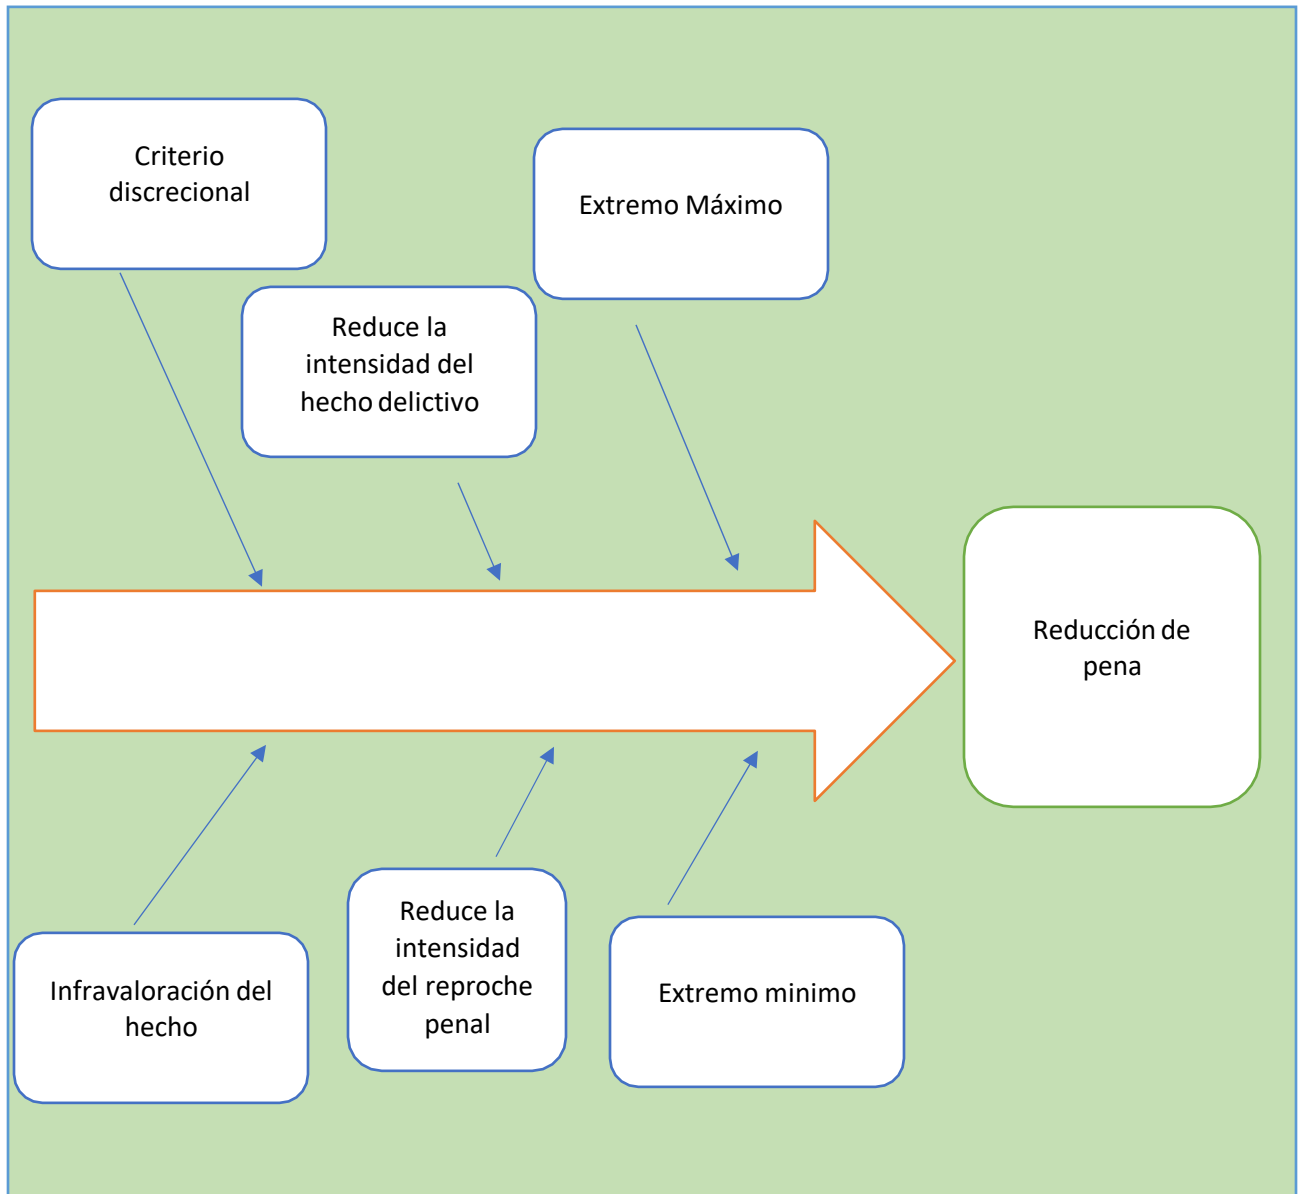 Criterio
discrecional
Extremo Máximo
Reduce la
intensidad del
hecho delictivo
Reducción de
pena
Reduce la
intensidad
del reproche
penal
Infravaloración del
hecho
Extremo minimo